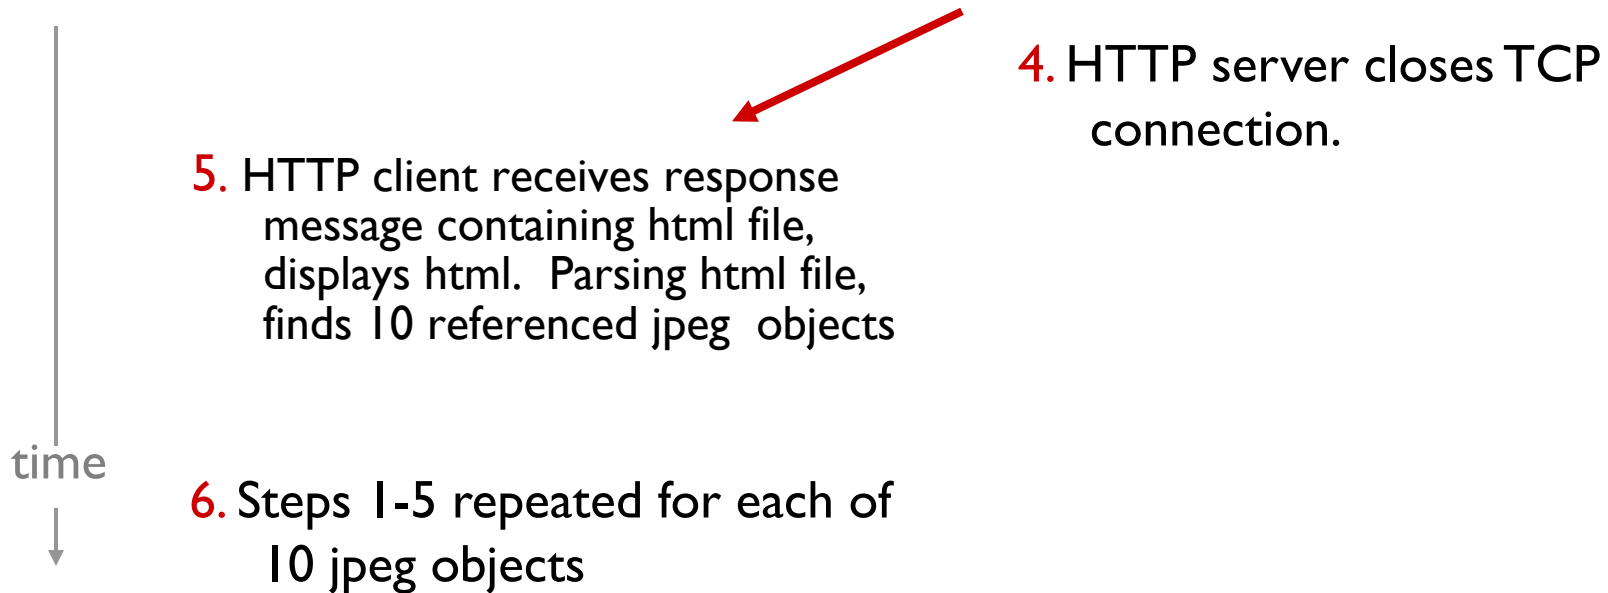 4. HTTP server closes TCP
connection.
5. HTTP client receives response
message containing html file,
displays html. Parsing html file,
finds 10 referenced jpeg objects
time
6. Steps 1-5 repeated for each of
10 jpeg objects